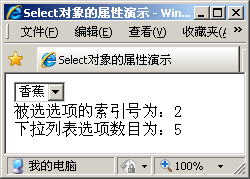 Select对象的属性演示 - Win...
文件(F) 编辑(E) 查看(V) 收藏夹(A
Select对象的属性演示
香蕉
被选选项的索引号为：2
下拉列表选项数目为：5
我的电脑 100%